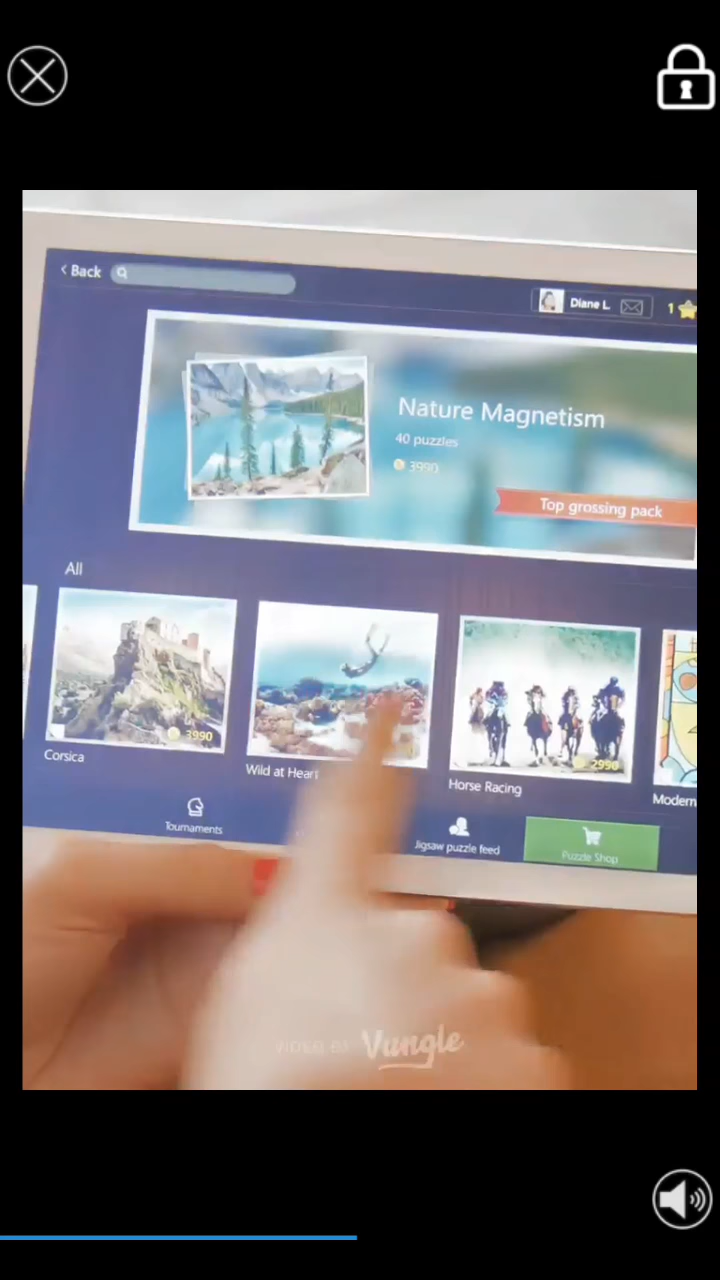 Back
Diane L.
1
Nature Magnetism
40 puzzles
3990
Top grossing pack
All
3990
2990
Corsica
Wild at Heart
Horse Racing
Modern
Tournaments
Jigsaw puzzle feed
Puzzle Shop
VIDEO BY Vungle